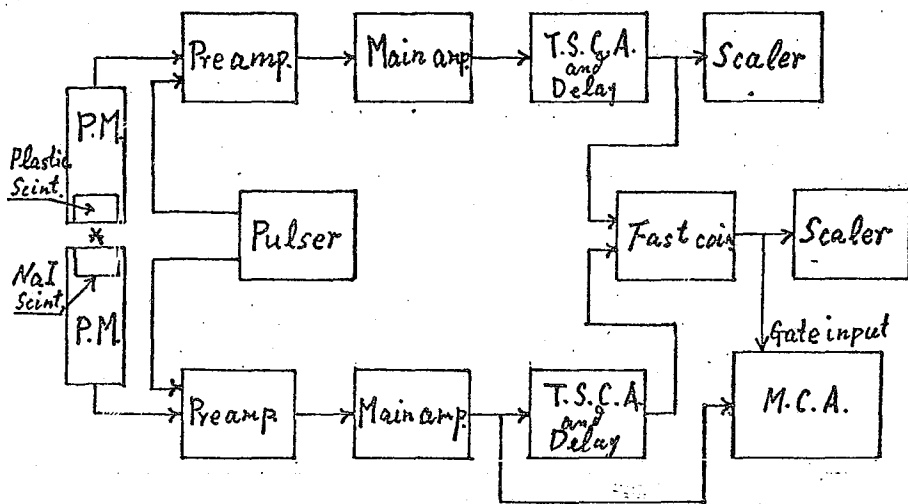 Preamp.
Main amp.
T.S.C.A.
and
Delay
Scaler
P.M.
Plastic
Scint.
*
Pulser
Fast coin
Scaler
NaI
Scint.
P.M.
Gate input
Preamp
Main amp.
T.S.C.A.
and
Delay
M.C.A.